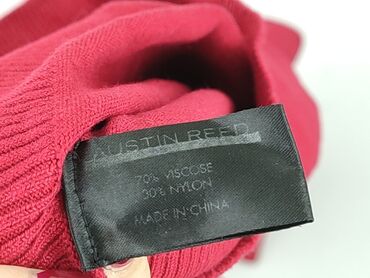 AUSTIN REED
70% VISCOSE
30% NYLON
MADE IN CHINA